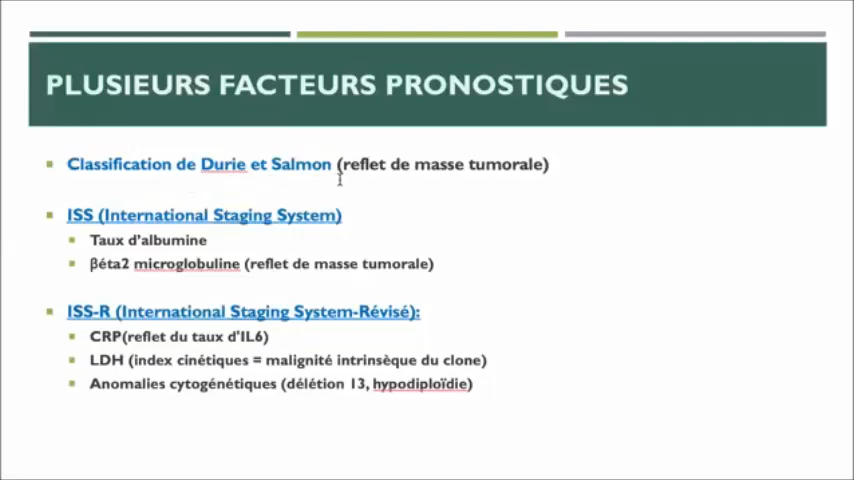 PLUSIEURS FACTEURS PRONOSTIQUES
Classification de Durie et Salmon (reflet de masse tumorale)
ISS (International Staging System)
Taux d'albumine
βéta2 microglobuline (reflet de masse tumorale)
ISS-R (International Staging System-Révisé):
CRP(reflet du taux d'IL6)
LDH (index cinétiques = malignité intrinsèque du clone)
Anomalies cytogénétiques (délétion 13, hypodiploïdie)